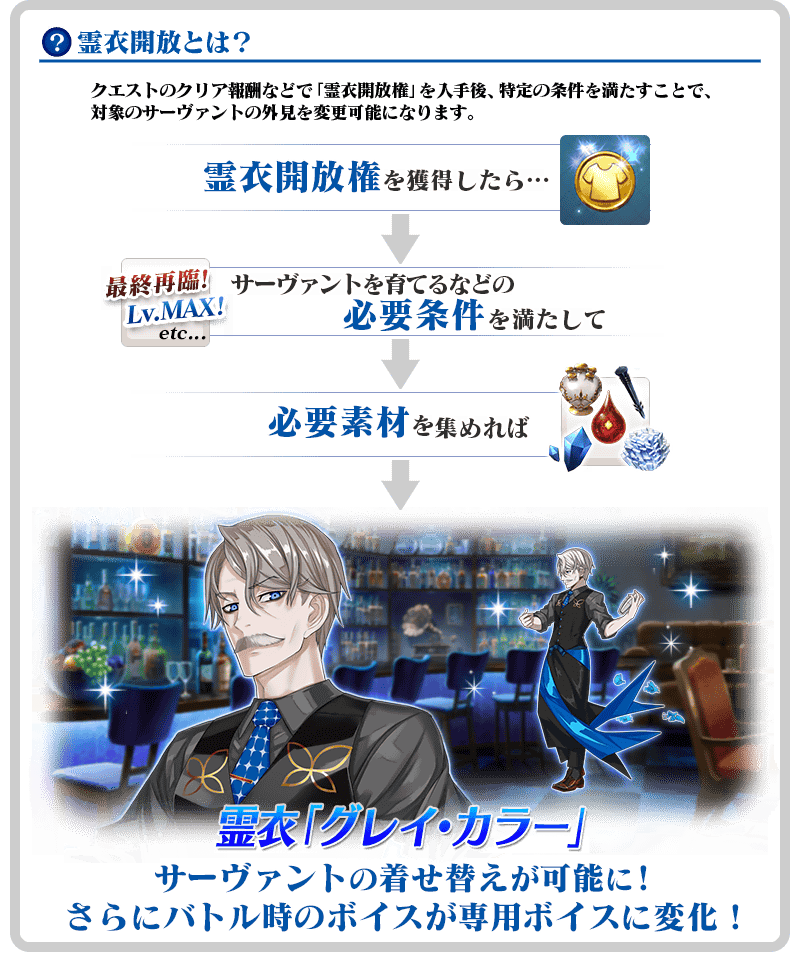 ? 霊衣開放とは？
クエストのクリア報酬などで「霊衣開放権」を入手後、特定の条件を満たすことで、
対象のサーヴァントの外見を変更可能になります。
霊衣開放権を獲得したら…
最終再臨!
Lv.MAX!
etc...
サーヴァントを育てるなどの
必要条件を満たして
必要素材を集めれば
霊衣「グレイ・カラー」
サーヴァントの着せ替えが可能に!
さらにバトル時のボイスが専用ボイスに変化！